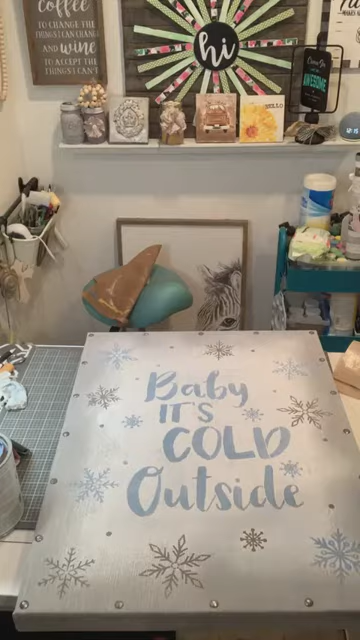 coffee
TO CHANGE THE
THINGS I CAN CHANGE
AND wine
TO ACCEPT THE
THINGS I CAN'T
hi
HELLO
AWESOME
Baby
IT'S
COLD
Outside